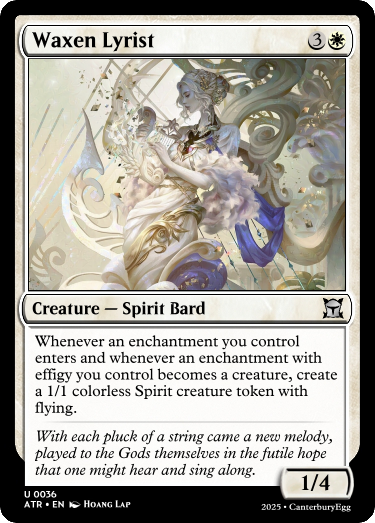 Waxen Lyrist 3
Creature — Spirit Bard
Whenever an enchantment you control
enters and whenever an enchantment with
effigy you control becomes a creature, create
a 1/1 colorless Spirit creature token with
flying.
With each pluck of a string came a new melody,
played to the Gods themselves in the futile hope
that one might hear and sing along.
1/4
U 0036
ATR • EN Hoang Lap
2025 • CanterburyEgg